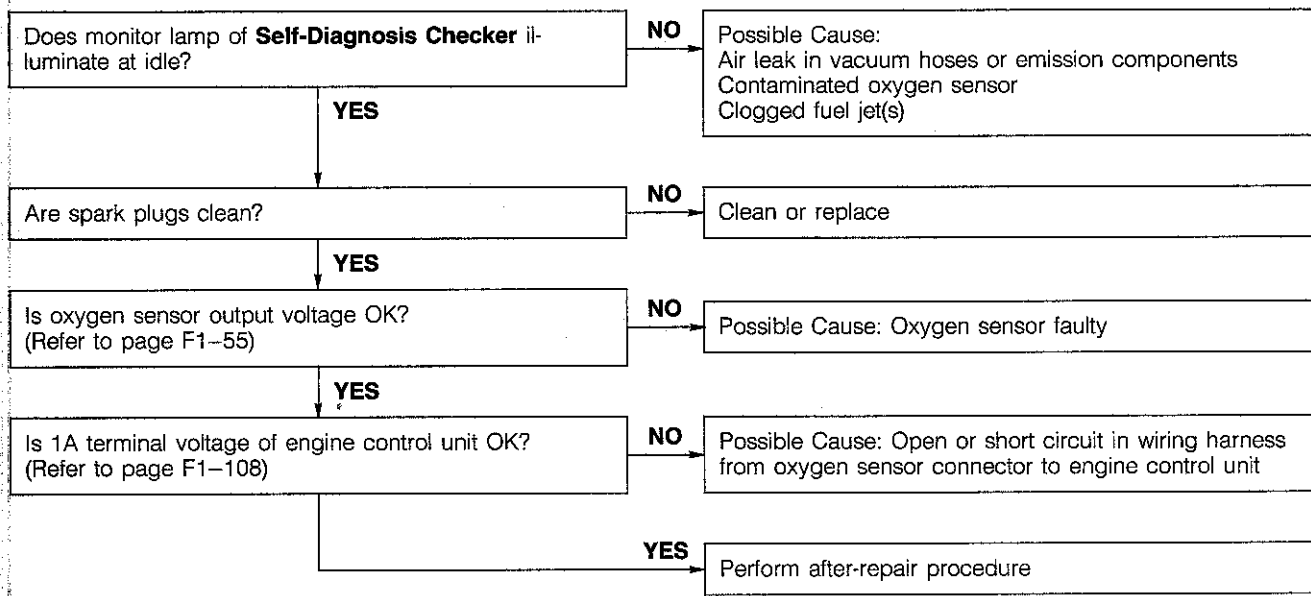 Does monitor lamp of Self-Diagnosis Checker il-
luminate at idle?
NO
Possible Cause:
Air leak in vacuum hoses or emission components
Contaminated oxygen sensor
Clogged fuel jet(s)
YES
Are spark plugs clean?
NO
Clean or replace
YES
Is oxygen sensor output voltage OK?
(Refer to page F1–55)
NO
Possible Cause: Oxygen sensor faulty
YES
Is 1A terminal voltage of engine control unit OK?
(Refer to page F1–108)
NO
Possible Cause: Open or short circuit in wiring harness
from oxygen sensor connector to engine control unit
YES
Perform after-repair procedure